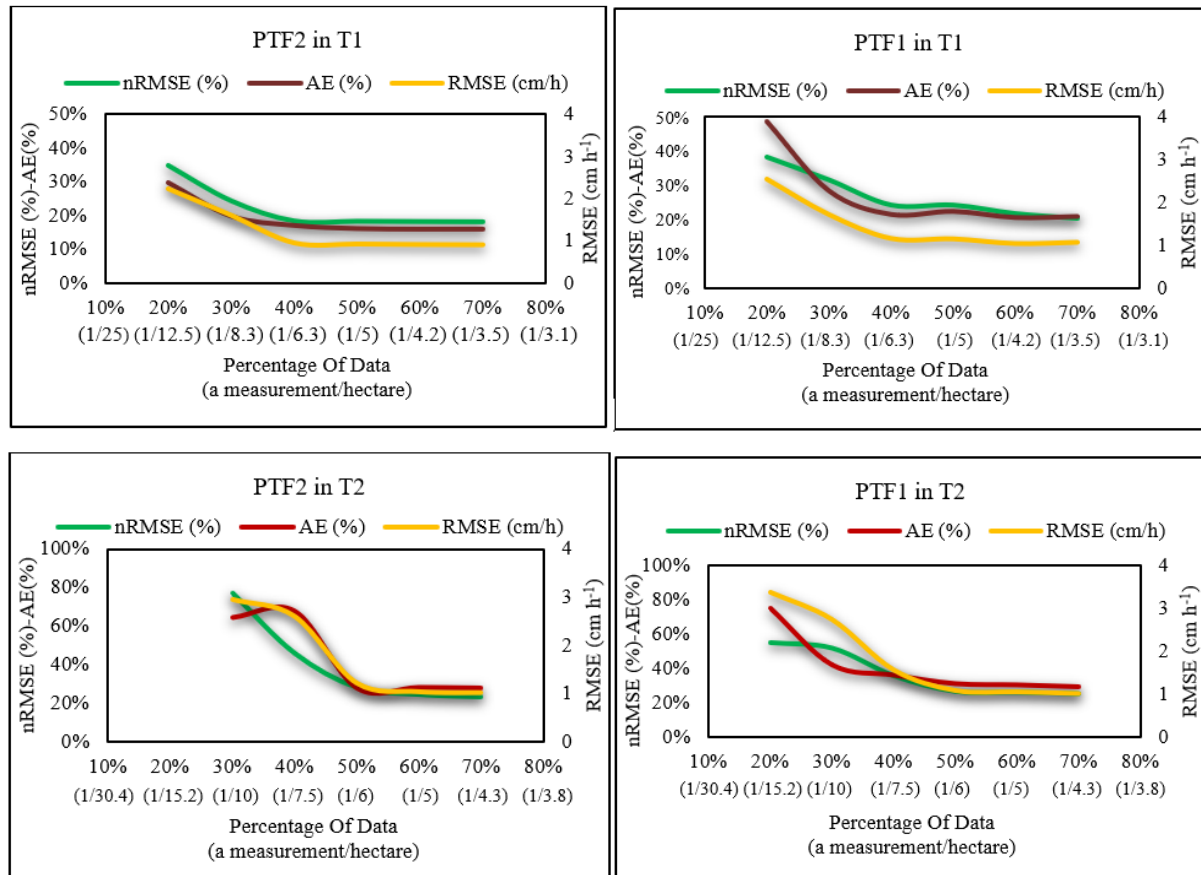 PTF2 in T1
nRMSE (%) AE (%) RMSE (cm/h)
nRMSE (%)-AE(%)
50%
40%
30%
20%
10%
0%
4
3
2
1
0
RMSE (cm h-1)
10% 20% 30% 40% 50% 60% 70% 80%
(1/25) (1/12.5) (1/8.3) (1/6.3) (1/5) (1/4.2) (1/3.5) (1/3.1)
Percentage Of Data
(a measurement/hectare)
PTF1 in T1
nRMSE (%) AE (%) RMSE (cm/h)
nRMSE (%)-AE(%)
50%
40%
30%
20%
10%
0%
4
3
2
1
0
RMSE (cm h-1)
10% 20% 30% 40% 50% 60% 70% 80%
(1/25) (1/12.5) (1/8.3) (1/6.3) (1/5) (1/4.2) (1/3.5) (1/3.1)
Percentage Of Data
(a measurement/hectare)
PTF2 in T2
nRMSE (%) AE (%) RMSE (cm/h)
nRMSE (%)-AE(%)
100%
80%
60%
40%
20%
0%
4
3
2
1
0
RMSE (cm h-1)
10% 20% 30% 40% 50% 60% 70% 80%
(1/30.4) (1/15.2) (1/10) (1/7.5) (1/6) (1/5) (1/4.3) (1/3.8)
Percentage Of Data
(a measurement/hectare)
PTF1 in T2
nRMSE (%) AE (%) RMSE (cm/h)
nRMSE (%)-AE(%)
100%
80%
60%
40%
20%
0%
4
3
2
1
0
RMSE (cm h-1)
10% 20% 30% 40% 50% 60% 70% 80%
(1/30.4) (1/15.2) (1/10) (1/7.5) (1/6) (1/5) (1/4.3) (1/3.8)
Percentage Of Data
(a measurement/hectare)